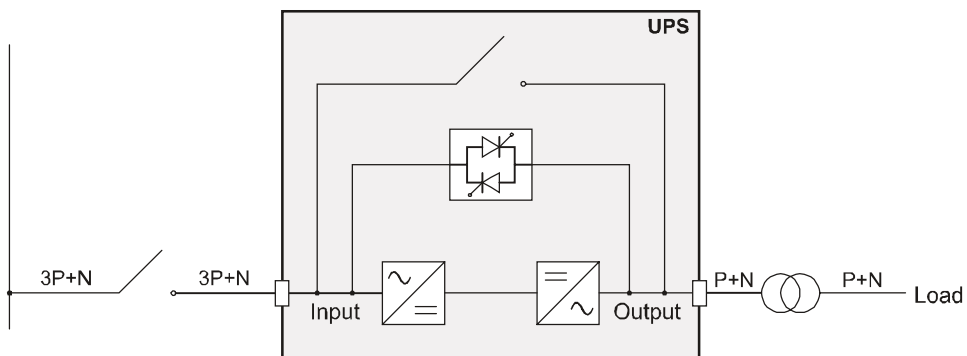 UPS
3P+N
3P+N
Input
Output
P+N
P+N
Load